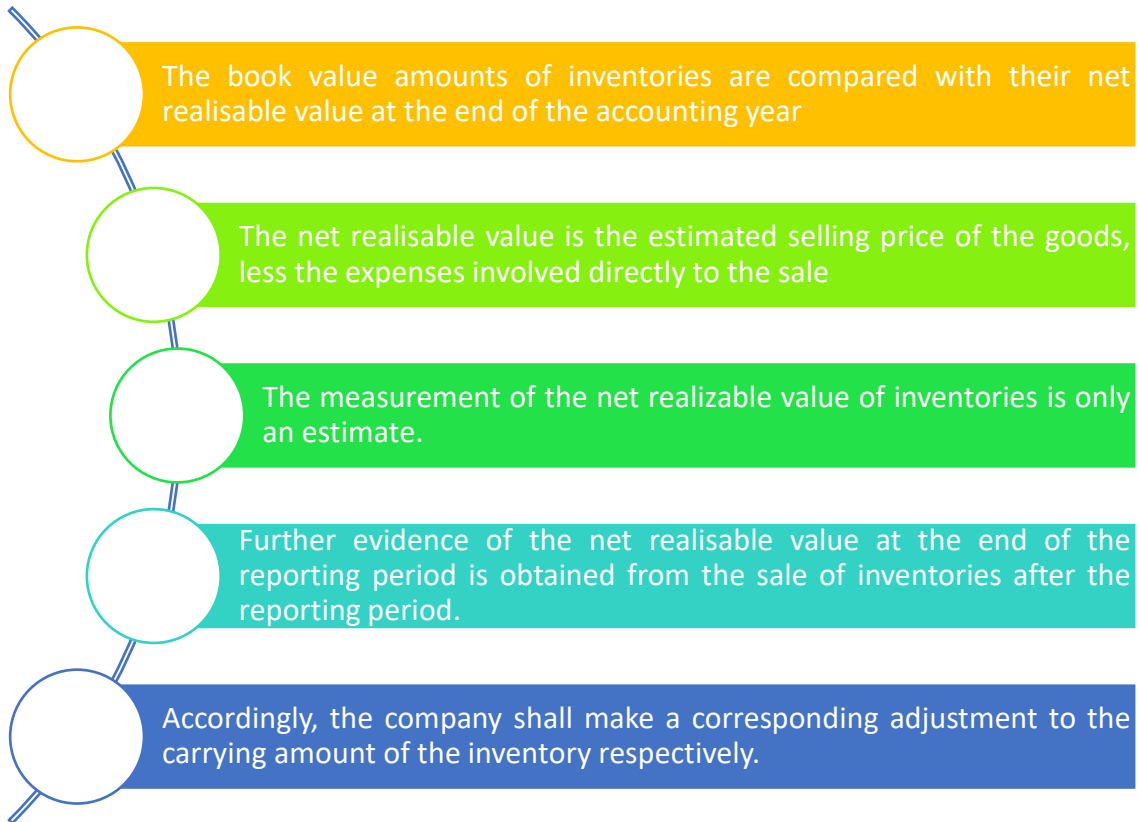 The book value amounts of inventories are compared with their net
realisable value at the end of the accounting year
The net realisable value is the estimated selling price of the goods,
less the expenses involved directly to the sale
The measurement of the net realizable value of inventories is only
an estimate.
Further evidence of the net realisable value at the end of the
reporting period is obtained from the sale of inventories after the
reporting period.
Accordingly, the company shall make a corresponding adjustment to the
carrying amount of the inventory respectively.